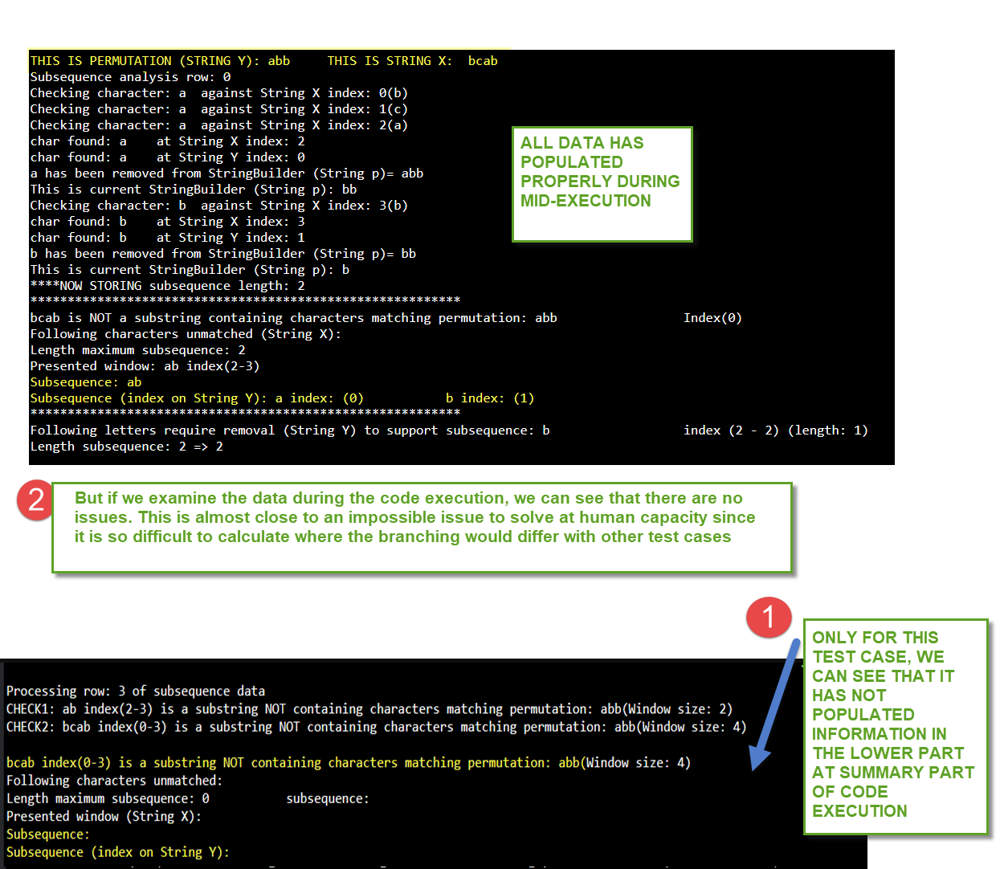 THIS IS PERMUTATION (STRING Y): abb     THIS IS STRING X:  bcab
Subsequence analysis row: 0
Checking character: a  against String X index: 0(b)
Checking character: a  against String X index: 1(c)
Checking character: a  against String X index: 2(a)
char found: a    at String X index: 2
char found: a    at String Y index: 0
a has been removed from StringBuilder (String p)= abb
This is current StringBuilder (String p): bb
Checking character: b  against String X index: 3(b)
char found: b    at String X index: 3
char found: b    at String Y index: 1
b has been removed from StringBuilder (String p)= bb
This is current StringBuilder (String p): b
****NOW STORING subsequence length: 2
**********************************************************
bcab is NOT a substring containing characters matching permutation: abb                 Index(0)
Following characters unmatched (String X):
Length maximum subsequence: 2
Presented window: ab index(2-3)
Subsequence: ab
Subsequence (index on String Y): a index: (0)           b index: (1)
**********************************************************
Following letters require removal (String Y) to support subsequence: b                  index (2 - 2) (length: 1)
Length subsequence: 2 => 2
ALL DATA HAS
POPULATED
PROPERLY DURING
MID-EXECUTION
2
But if we examine the data during the code execution, we can see that there are no
issues. This is almost close to an impossible issue to solve at human capacity since
it is so difficult to calculate where the branching would differ with other test cases
1
ONLY FOR THIS
TEST CASE, WE
CAN SEE THAT IT
HAS NOT
POPULATED
INFORMATION IN
THE LOWER PART
AT SUMMARY PART
OF CODE
EXECUTION
Processing row: 3 of subsequence data
CHECK1: ab index(2-3) is a substring NOT containing characters matching permutation: abb(Window size: 2)
CHECK2: bcab index(0-3) is a substring NOT containing characters matching permutation: abb(Window size: 4)
bcab index(0-3) is a substring NOT containing characters matching permutation: abb(Window size: 4)
Following characters unmatched:
Length maximum subsequence: 0          subsequence:
Presented window (String X):
Subsequence:
Subsequence (index on String Y):